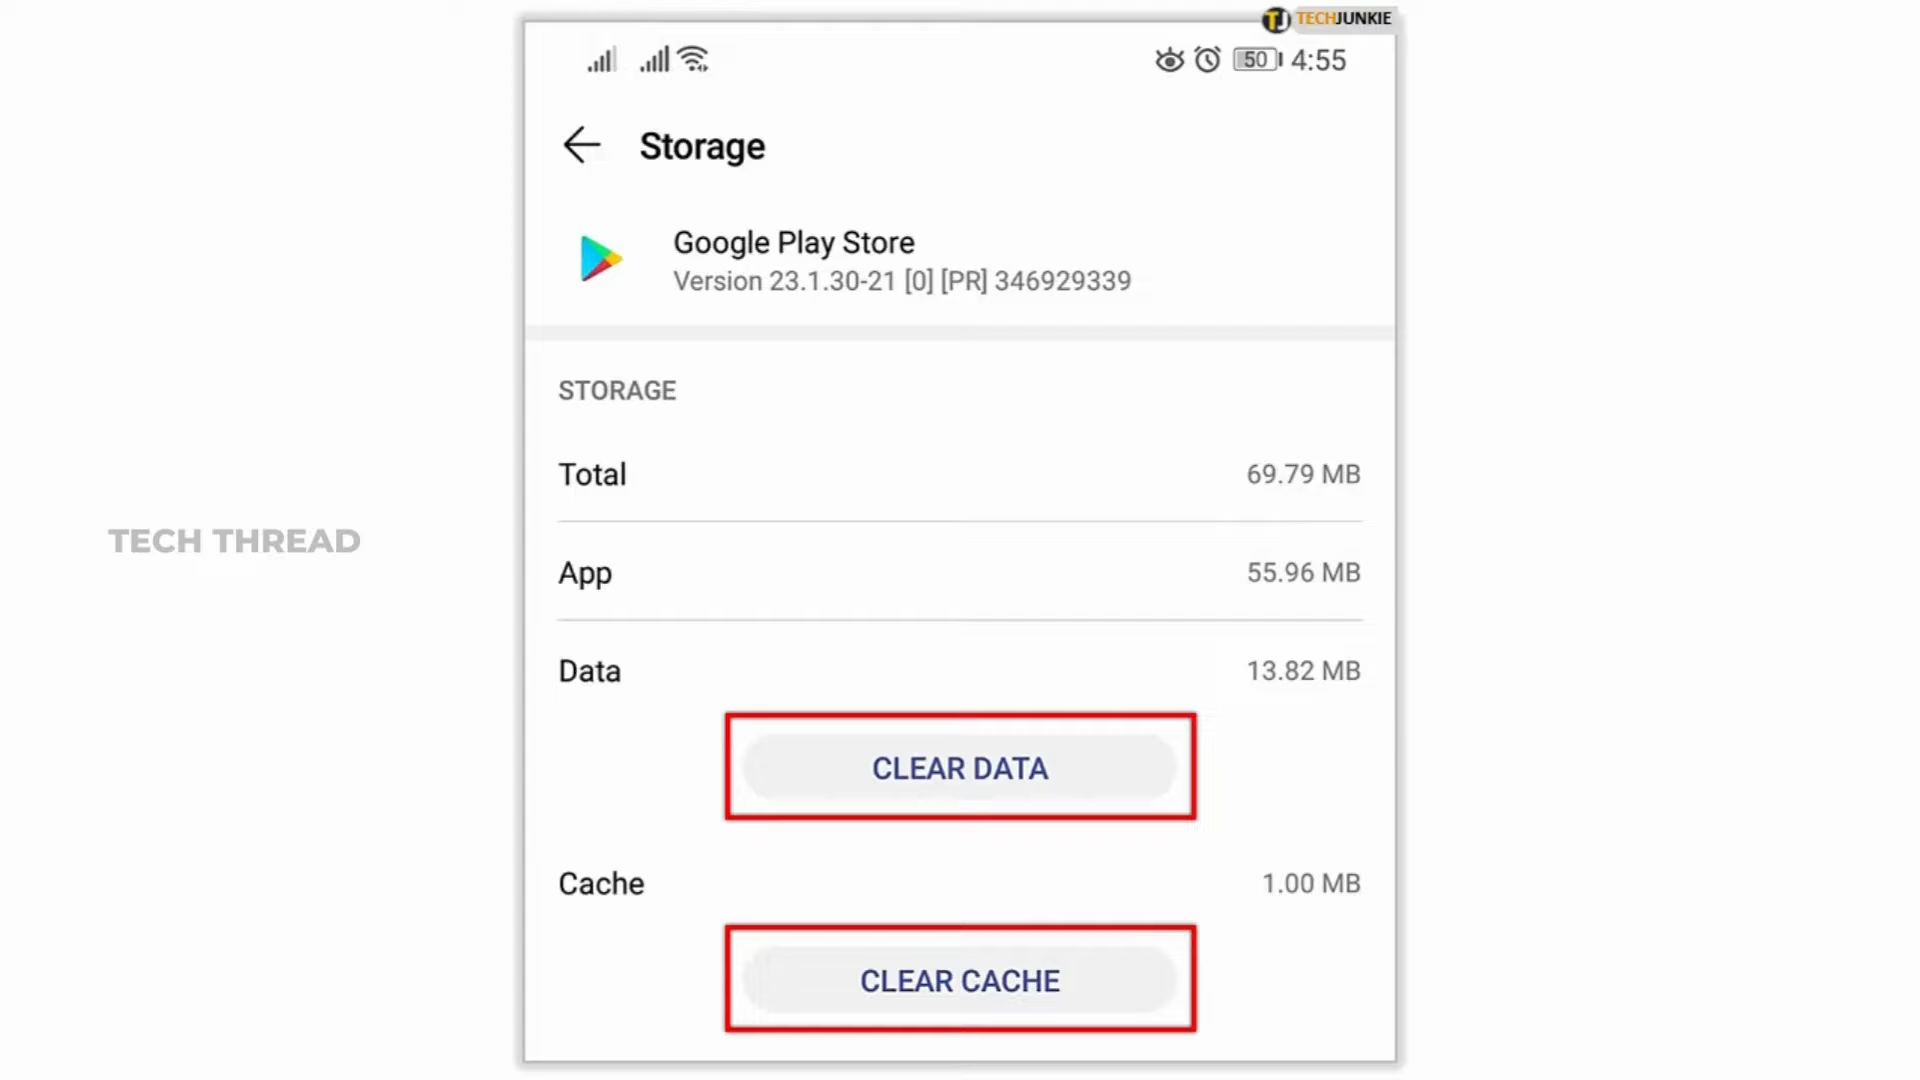 TECHJUNKIE
50 4:55
Storage
Google Play Store
Version 23.1.30-21 [0] [PR] 346929339
STORAGE
Total 69.79 MB
TECH THREAD
App 55.96 MB
Data 13.82 MB
CLEAR DATA
Cache 1.00 MB
CLEAR CACHE